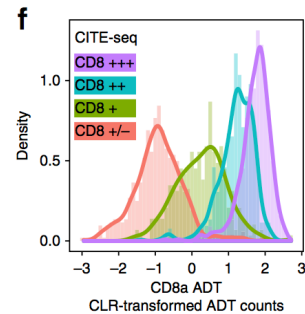 f
CITE-seq
CD8 +++
CD8 ++
CD8 +
CD8 +/−
Density
1.0
0.5
0.0
−3 −2 −1 0 1 2 3
CD8a ADT
CLR-transformed ADT counts